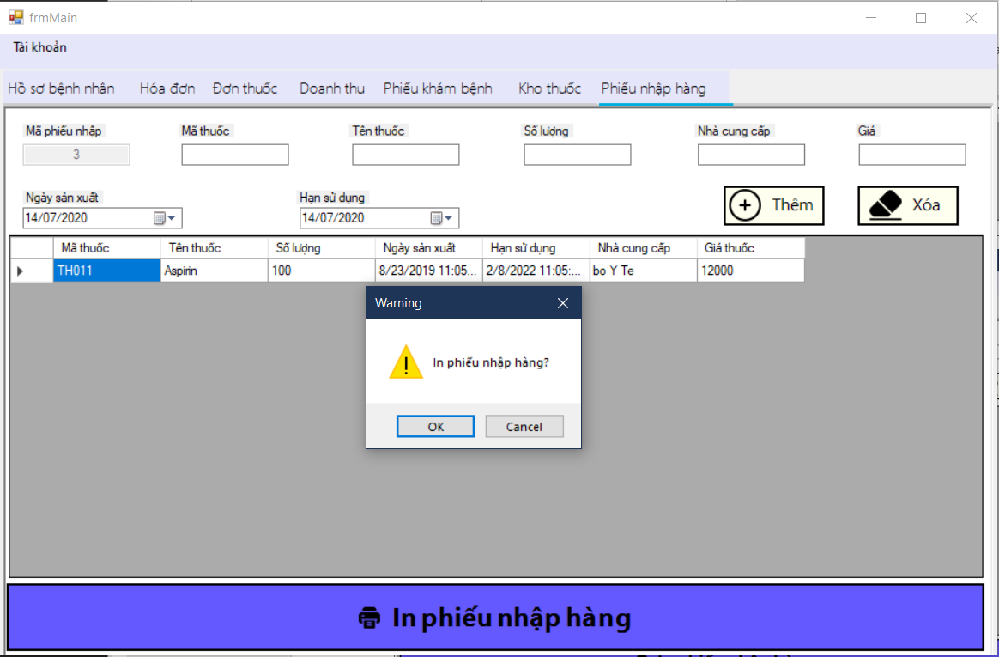 frmMain
Tài khoản
Hồ sơ bệnh nhân Hóa đơn Đơn thuốc Doanh thu Phiếu khám bệnh Kho thuốc Phiếu nhập hàng
Mã phiếu nhập Mã thuốc Tên thuốc Số lượng Nhà cung cấp Giá
3
Ngày sản xuất Hạn sử dụng
14/07/2020 14/07/2020 Thêm Xóa
Mã thuốc Tên thuốc Số lượng Ngày sản xuất Hạn sử dụng Nhà cung cấp Giá thuốc
TH011 Aspirin 100 8/23/2019 11:05... 2/8/2022 11:05:... bo Y Te 12000
Warning
In phiếu nhập hàng?
OK Cancel
In phiếu nhập hàng